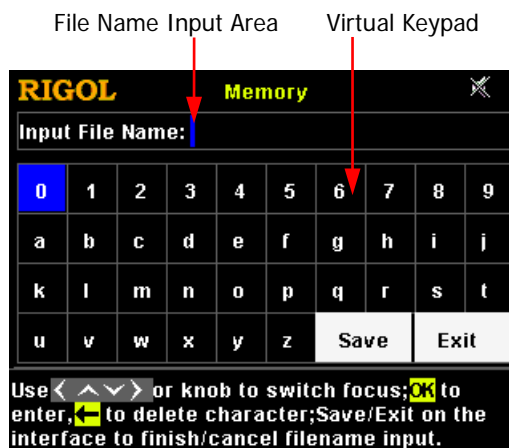 File Name Input Area Virtual Keypad
RIGOL Memory
Input File Name:
0 1 2 3 4 5 6 7 8 9
a b c d e f g h i j
k l m n o p q r s t
u v w x y z Save Exit
Use < ∧ ∨ > or knob to switch focus;OK to
enter,← to delete character;Save/Exit on the
interface to finish/cancel filename input.